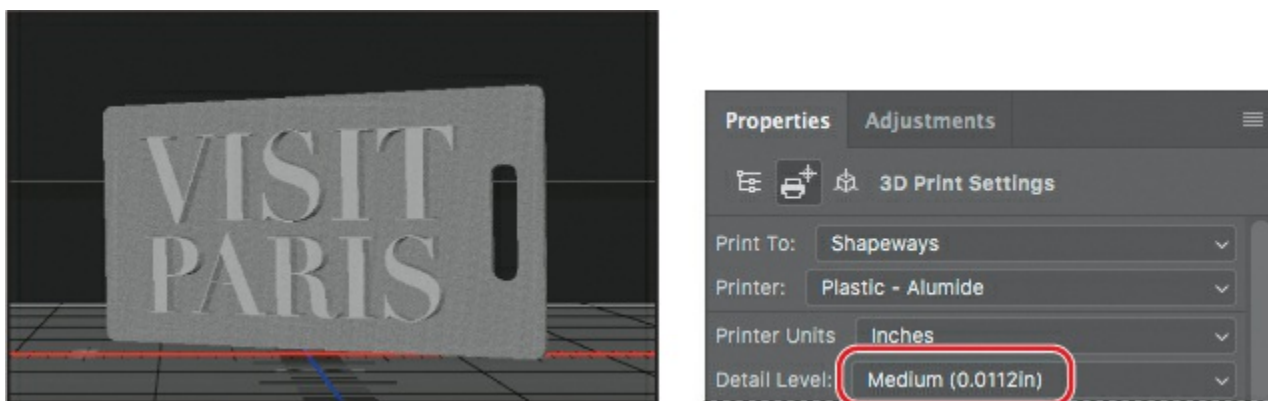 VISIT
PARIS
Properties Adjustments
3D Print Settings
Print To: Shapeways
Printer: Plastic - Alumide
Printer Units Inches
Detail Level: Medium (0.0112in)